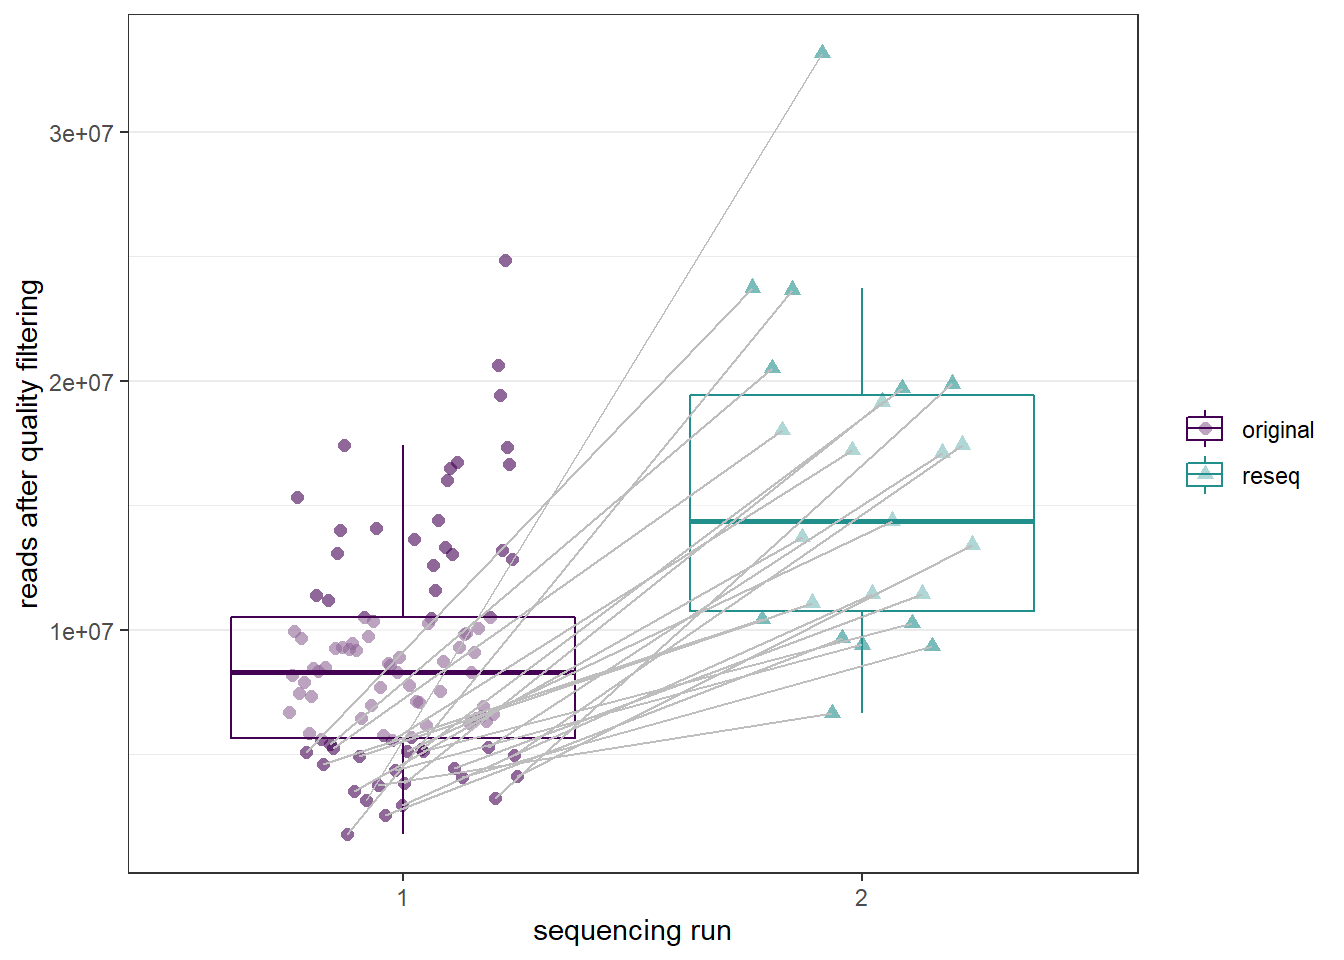 reads after quality filtering
3e+07
2e+07
1e+07
1
2
sequencing run
original
reseq